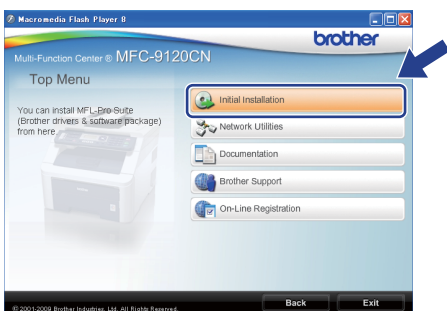 Macromedia Flash Player 8
brother
Multi-Function Center ® MFC-9120CN
Top Menu
You can install MFL-Pro Suite
(Brother drivers & software package)
from here
Initial Installation
Network Utilities
Documentation
Brother Support
On-Line Registration
© 2001-2009 Brother Industries, Ltd. All Rights Reserved.
Back
Exit